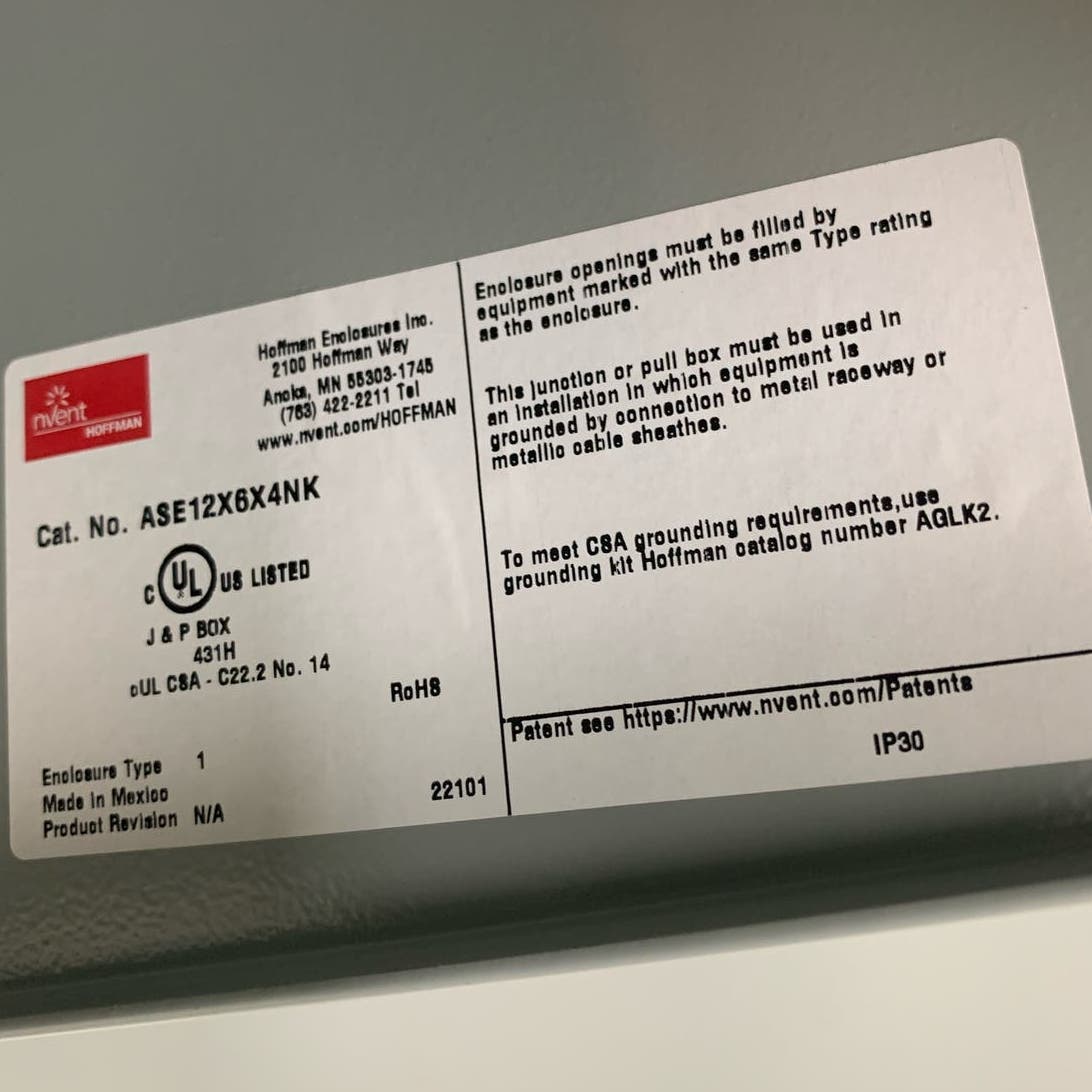 nvent
HOFFMAN
Hoffman Enclosures Inc.
2100 Hoffman Way
Anoka, MN 55303-1745
(763) 422-2211 Tel
www.nvent.com/HOFFMAN
Cat. No. ASE12X6X4NK
c UL US LISTED
J & P BOX
431H
cUL CSA - C22.2 No. 14
RoHS
Enclosure Type 1
Made in Mexico
Product Revision N/A
22101
Enclosure openings must be filled by
equipment marked with the same Type rating
as the enclosure.
This junction or pull box must be used in
an installation in which equipment is
grounded by connection to metal raceway or
metallic cable sheathes.
To meet CSA grounding requirements,use
grounding kit Hoffman catalog number AGLK2.
Patent see https://www.nvent.com/Patents
IP30